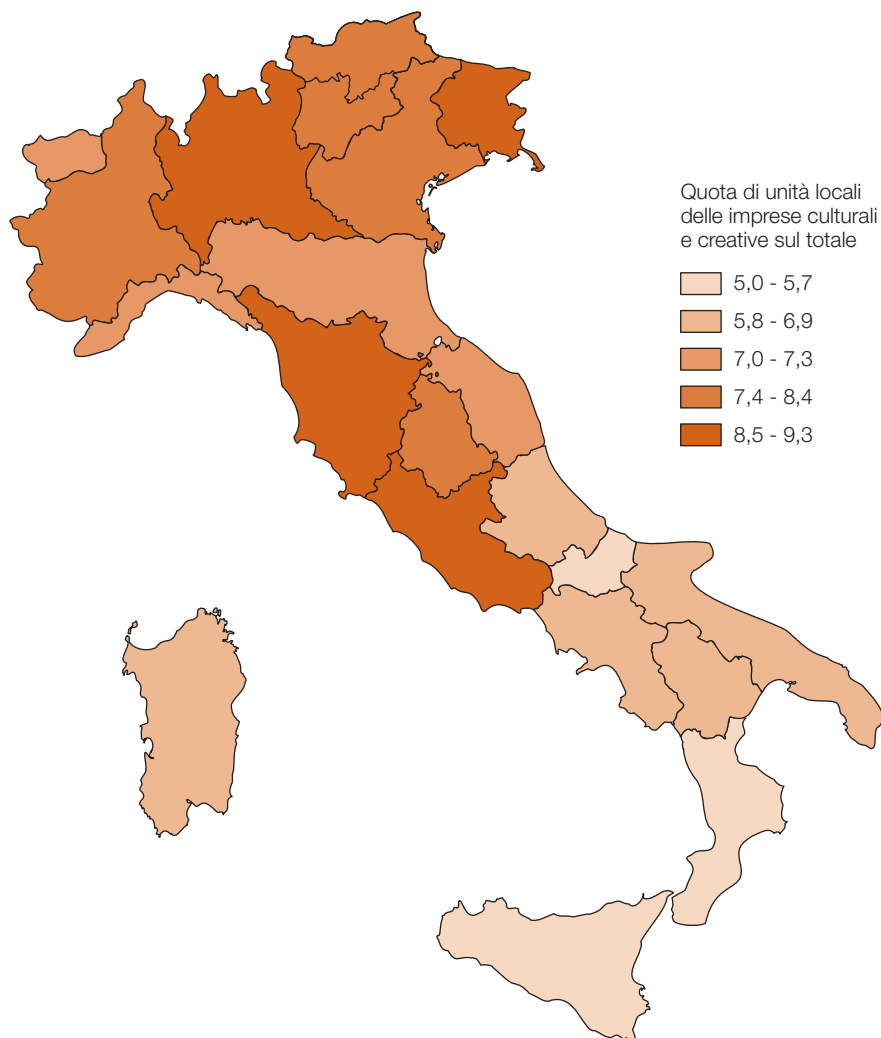 Quota di unità locali
delle imprese culturali
e creative sul totale
5,0 - 5,7
5,8 - 6,9
7,0 - 7,3
7,4 - 8,4
8,5 - 9,3